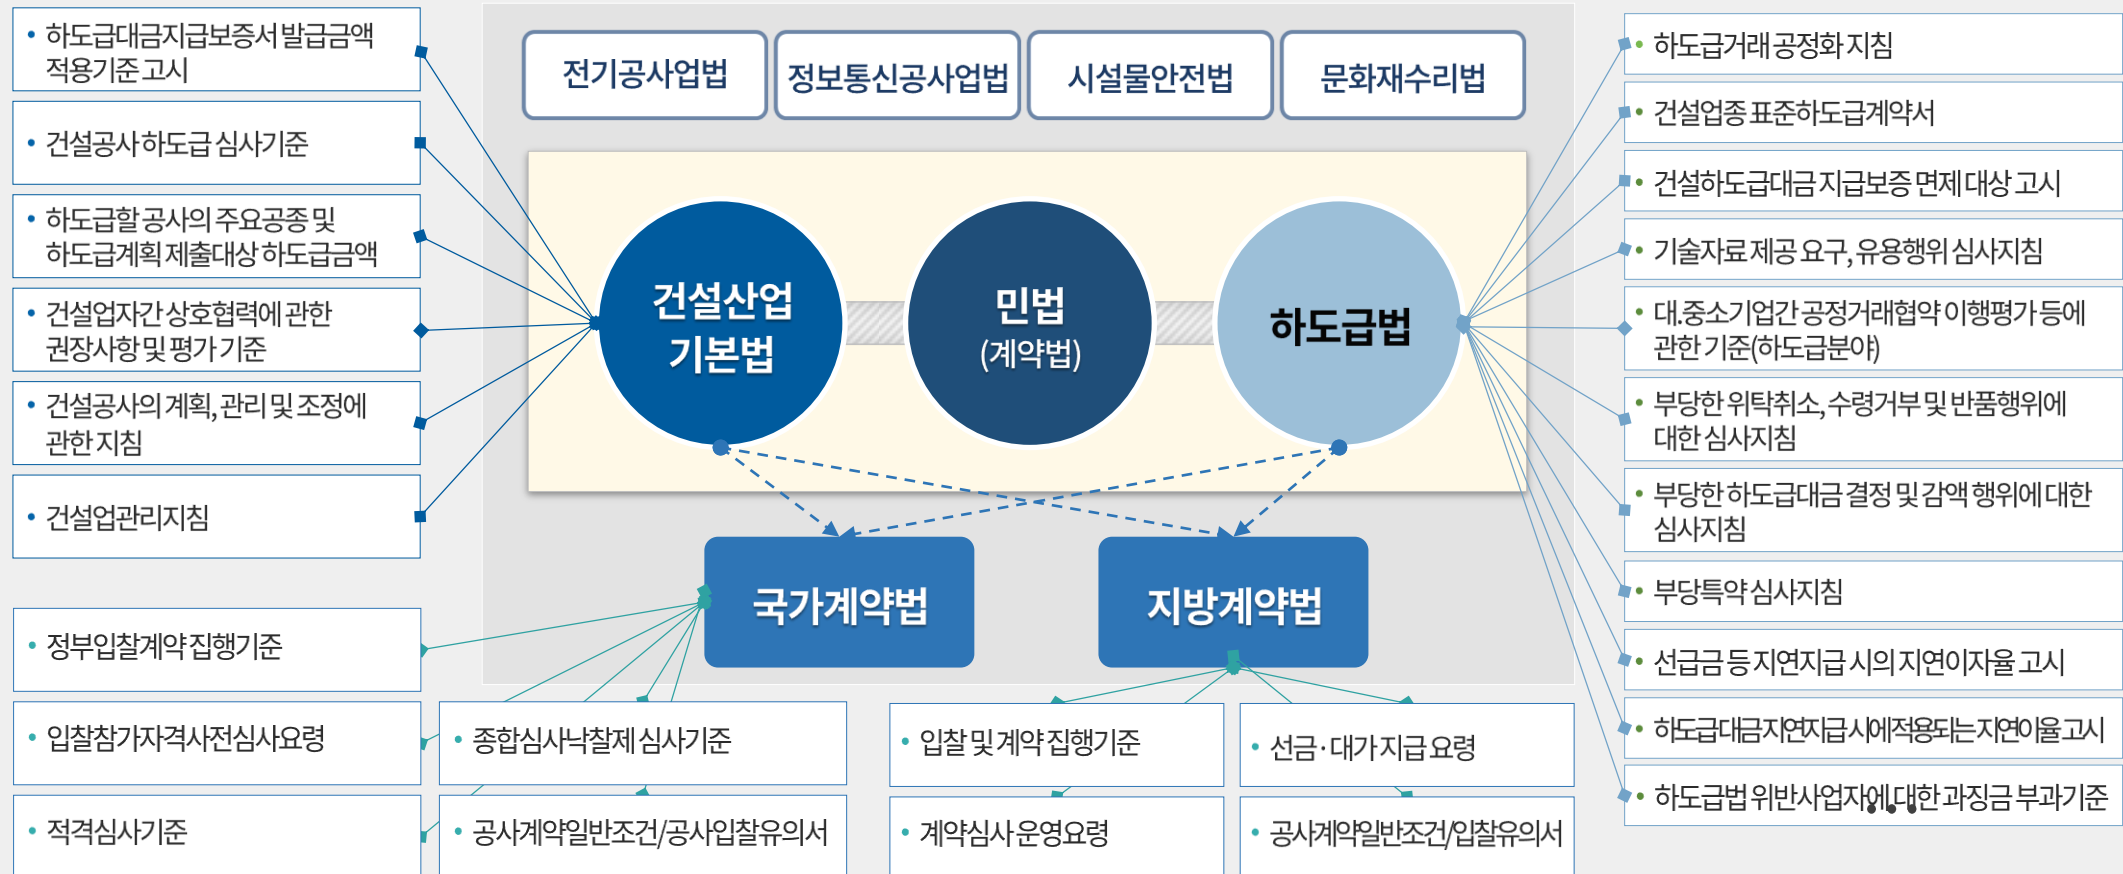 하도급대금지급보증서 발급금액
적용기준 고시
건설공사 하도급 심사기준
하도급할 공사의 주요공종 및
하도급계획 제출대상 하도급금액
건설업자간 상호협력에 관한
권장사항 및 평가 기준
건설공사의 계획, 관리 및 조정에
관한 지침
건설업관리지침
전기공사업법
정보통신공사업법
시설물안전법
문화재수리법
건설산업
기본법
민법
(계약법)
하도급법
국가계약법
지방계약법
하도급거래 공정화 지침
건설업종 표준하도급계약서
건설하도급대금 지급보증 면제 대상 고시
기술자료 제공 요구, 유용행위 심사지침
대.중소기업간 공정거래협약 이행평가 등에
관한 기준(하도급분야)
부당한 위탁취소, 수령거부 및 반품행위에
대한 심사지침
부당한 하도급대금 결정 및 감액 행위에 대한
심사지침
부당특약 심사지침
선급금 등 지연지급 시의 지연이자율 고시
하도급대금 지연지급 시에 적용되는 지연이율 고시
하도급법 위반사업자에 대한 과징금 부과기준
정부입찰계약 집행기준
입찰참가자격사전심사요령
적격심사기준
종합심사낙찰제 심사기준
공사계약일반조건/공사입찰유의서
입찰 및 계약 집행기준
계약심사 운영요령
선금·대가 지급 요령
공사계약일반조건/입찰유의서